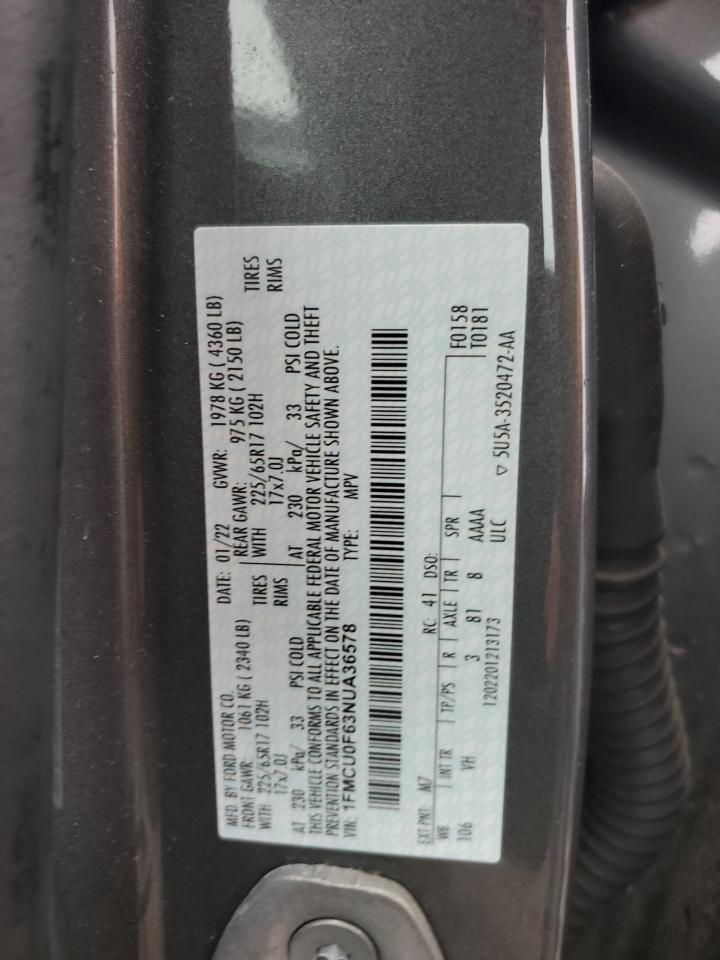 MFD. BY FORD MOTOR CO. DATE: 01/22 GVWR: 1978 KG ( 4360 LB)
FRONT GAWR: 1061 KG ( 2340 LB) REAR GAWR: 975 KG ( 2150 LB)
WITH 225/65R17 102H TIRES WITH 225/65R17 102H TIRES
17x7.0J RIMS 17x7.0J RIMS
AT 230 kPa/ 33 PSI COLD AT 230 kPa/ 33 PSI COLD
THIS VEHICLE CONFORMS TO ALL APPLICABLE FEDERAL MOTOR VEHICLE SAFETY AND THEFT
PREVENTION STANDARDS IN EFFECT ON THE DATE OF MANUFACTURE SHOWN ABOVE.
VIN: 1FMCU0F63NUA36578 TYPE: MPV
EXT PNT: M7 RC: 41 DSO:
WB INT TR TP/PS R AXLE TR SPR F0158
106 VH 3 81 8 AAAA T0181
1202201213173 ULC ▽ 5U5A-3520472-AA